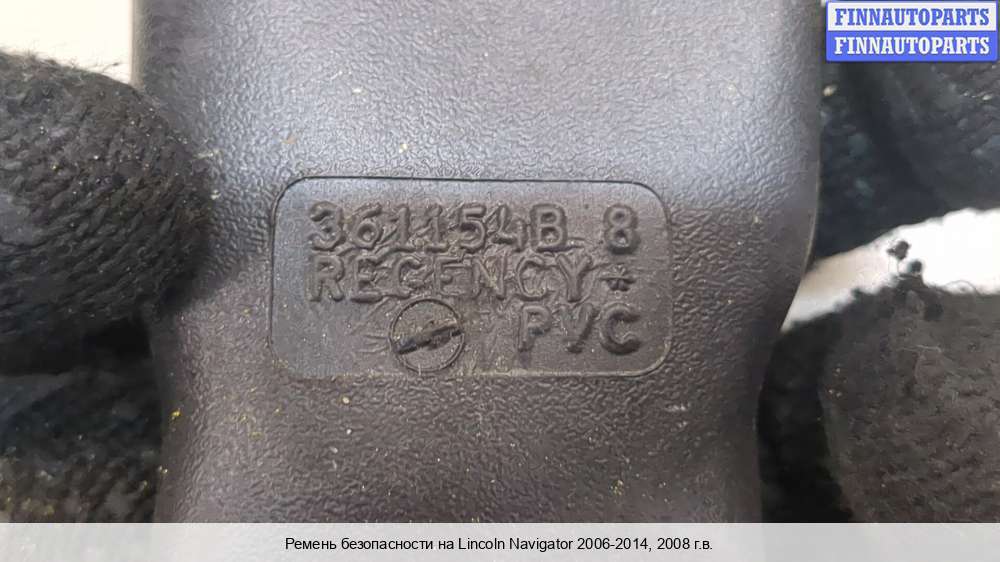 FINNAUTOPARTS
FINNAUTOPARTS
361154B 8
REGENCY*
PVC
Ремень безопасности на Lincoln Navigator 2006-2014, 2008 г.в.